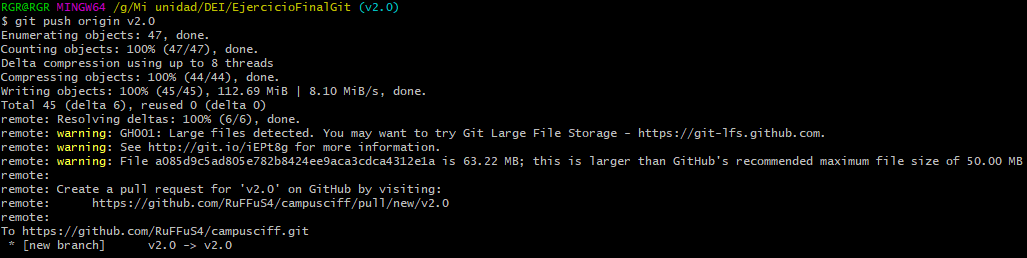 RGR@RGR MINGW64 /g/Mi unidad/DEI/EjercicioFinalGit (v2.0)
$ git push origin v2.0
Enumerating objects: 47, done.
Counting objects: 100% (47/47), done.
Delta compression using up to 8 threads
Compressing objects: 100% (44/44), done.
Writing objects: 100% (45/45), 112.69 MiB | 8.10 MiB/s, done.
Total 45 (delta 6), reused 0 (delta 0)
remote: Resolving deltas: 100% (6/6), done.
remote: warning: GH001: Large files detected. You may want to try Git Large File Storage - https://git-lfs.github.com.
remote: warning: See http://git.io/iEPt8g for more information.
remote: warning: File a085d9c5ad805e782b8424ee9aca3cdca4312e1a is 63.22 MB; this is larger than GitHub's recommended maximum file size of 50.00 MB
remote:
remote: Create a pull request for 'v2.0' on GitHub by visiting:
remote:      https://github.com/RuFFuS4/campusciff/pull/new/v2.0
remote:
To https://github.com/RuFFuS4/campusciff.git
 * [new branch]      v2.0 -> v2.0